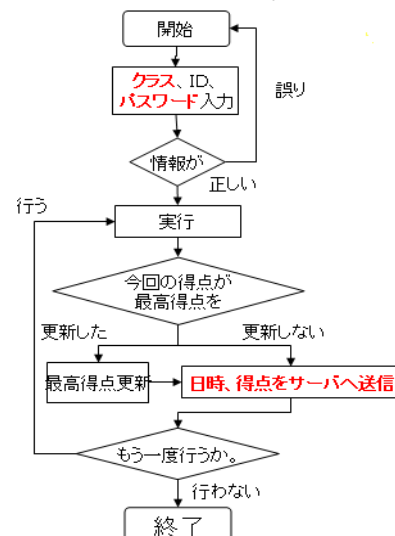 開始
クラス、ID、
パスワード入力
誤り
情報が
正しい
行う
実行
今回の得点が
最高得点を
更新した
更新しない
最高得点更新
日時、得点をサーバへ送信
もう一度行うか。
行わない
終了